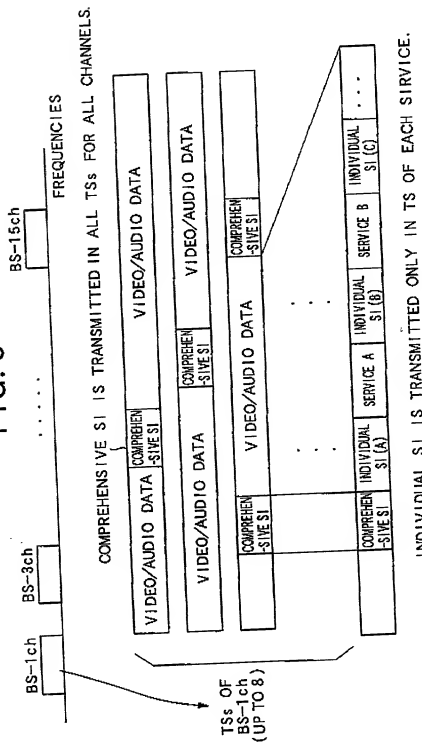 BS-1ch
BS-3ch
. . . . .
BS-15ch
FREQUENCIES
COMPREHENSIVE SI IS TRANSMITTED IN ALL TSs FOR ALL CHANNELS.
TSs OF
BS-1ch
(UP TO 8)
VIDEO/AUDIO DATA
COMPREHEN
-SIVE SI
VIDEO/AUDIO DATA
VIDEO/AUDIO DATA
COMPREHEN
-SIVE SI
VIDEO/AUDIO DATA
COMPREHEN
-SIVE SI
VIDEO/AUDIO DATA
COMPREHEN
-SIVE SI
COMPREHEN
-SIVE SI
INDIVIDUAL
SI (A)
SERVICE A
INDIVIDUAL
SI (B)
SERVICE B
INDIVIDUAL
SI (C)
. . .
INDIVIDUAL SI IS TRANSMITTED ONLY IN TS OF EACH SIRVICE.